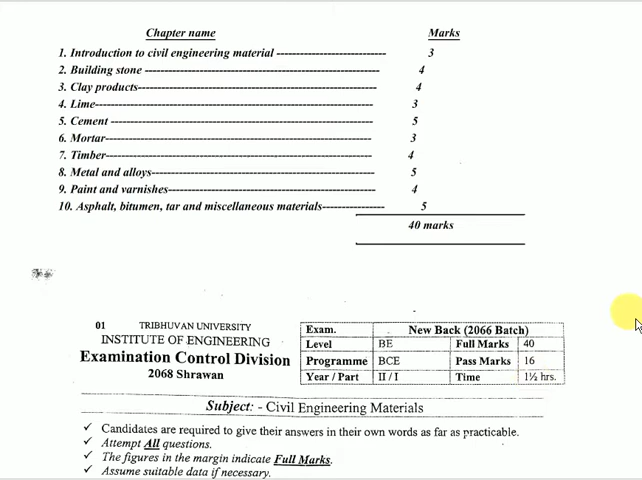 Chapter name Marks
1. Introduction to civil engineering material ---------------------------- 3
2. Building stone ------------------------------------------------------------ 4
3. Clay products------------------------------------------------------------- 4
4. Lime----------------------------------------------------------------------- 3
5. Cement -------------------------------------------------------------------- 5
6. Mortar-------------------------------------------------------------------- 3
7. Timber-------------------------------------------------------------------- 4
8. Metal and alloys--------------------------------------------------------- 5
9. Paint and varnishes----------------------------------------------------- 4
10. Asphalt, bitumen, tar and miscellaneous materials---------------- 5
40 marks
01 TRIBHUVAN UNIVERSITY
INSTITUTE OF ENGINEERING
Examination Control Division
2068 Shrawan
Exam. New Back (2066 Batch)
Level BE Full Marks 40
Programme BCE Pass Marks 16
Year / Part II / I Time 1½ hrs.
Subject: - Civil Engineering Materials
✓ Candidates are required to give their answers in their own words as far as practicable.
✓ Attempt All questions.
✓ The figures in the margin indicate Full Marks.
✓ Assume suitable data if necessary.